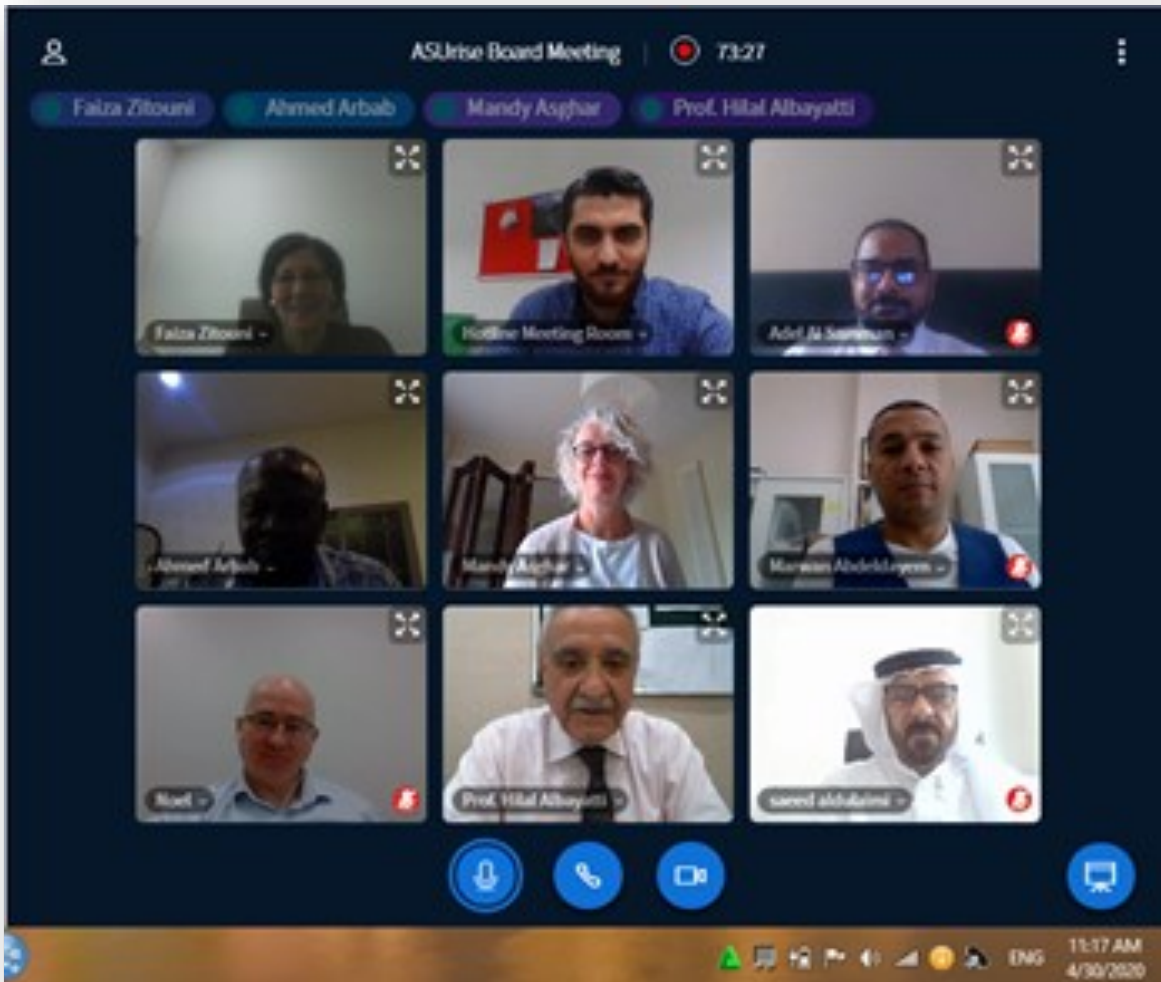 ASUrise Board Meeting 73:27
Faiza Zitouni Ahmed Arbab Mandy Asghar Prof. Hilal Albayatti
Faiza Zitouni Hotline Meeting Room Adel Al Samman
Ahmed Arbab Mandy Asghar Marwan Abdeldayem
Noel Prof. Hilal Albayatti saeed aldulaimi
ENG 11:17 AM
4/30/2020